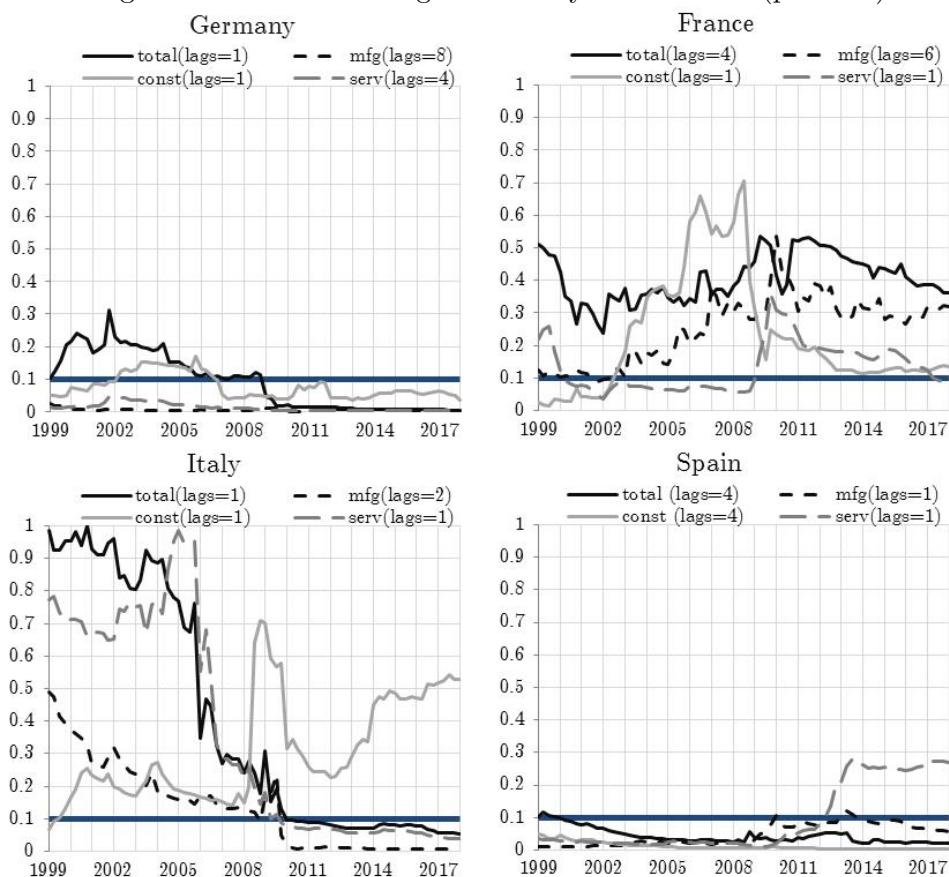 Germany
total(lags=1) mfg(lags=8)
const(lags=1) serv(lags=4)
1
0.9
0.8
0.7
0.6
0.5
0.4
0.3
0.2
0.1
0
1999 2002 2005 2008 2011 2014 2017
France
total(lags=4) mfg(lags=6)
const(lags=1) serv(lags=1)
1
0.9
0.8
0.7
0.6
0.5
0.4
0.3
0.2
0.1
0
1999 2002 2005 2008 2011 2014 2017
Italy
total(lags=1) mfg(lags=2)
const(lags=1) serv(lags=1)
1
0.9
0.8
0.7
0.6
0.5
0.4
0.3
0.2
0.1
0
1999 2002 2005 2008 2011 2014 2017
Spain
total (lags=4) mfg(lags=1)
const (lags=4) serv(lags=1)
1
0.9
0.8
0.7
0.6
0.5
0.4
0.3
0.2
0.1
0
1999 2002 2005 2008 2011 2014 2017